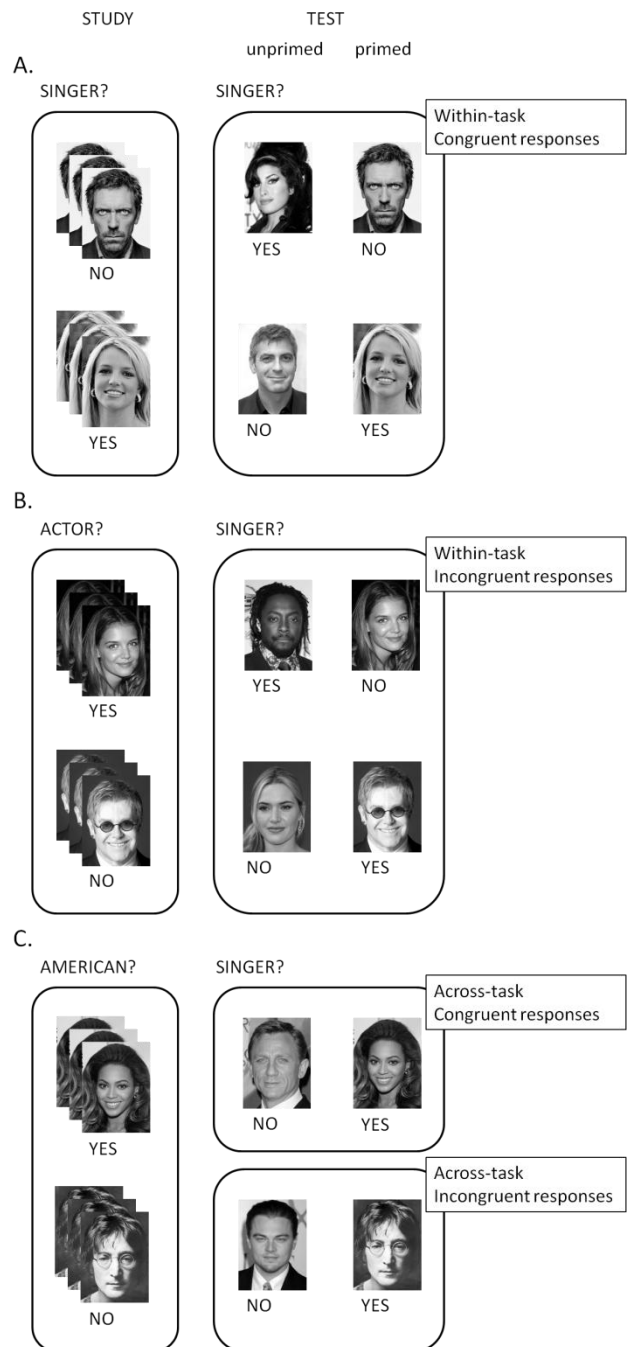 STUDY TEST
unprimed primed
A.
SINGER? SINGER?
Within-task
Congruent responses
NO
YES NO
YES
NO YES
B.
ACTOR? SINGER?
Within-task
Incongruent responses
YES
YES NO
NO
NO YES
C.
AMERICAN? SINGER?
Across-task
Congruent responses
YES
NO YES
Across-task
Incongruent responses
NO
NO YES